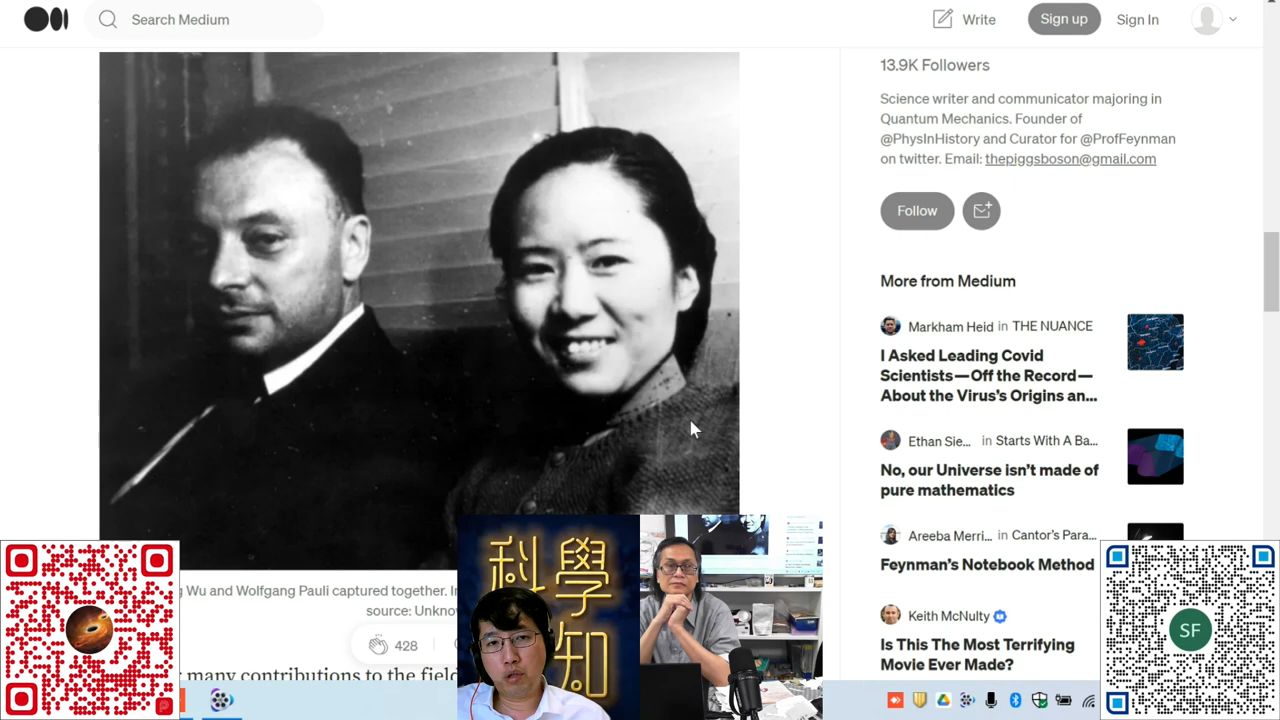 Search Medium
Write
Sign up
Sign In
13.9K Followers
Science writer and communicator majoring in
Quantum Mechanics. Founder of
@PhysInHistory and Curator for @ProfFeynman
on twitter. Email: thepiggsboson@gmail.com
Follow
More from Medium
Markham Heid in THE NUANCE
I Asked Leading Covid
Scientists—Off the Record—
About the Virus's Origins an...
Ethan Sie... in Starts With A Ba...
No, our Universe isn't made of
pure mathematics
Areeba Merri... in Cantor's Para...
Feynman's Notebook Method
Keith McNulty
Is This The Most Terrifying
Movie Ever Made?
Wu and Wolfgang Pauli captured together.
source:
428
many contributions to the field
科學
知
SF